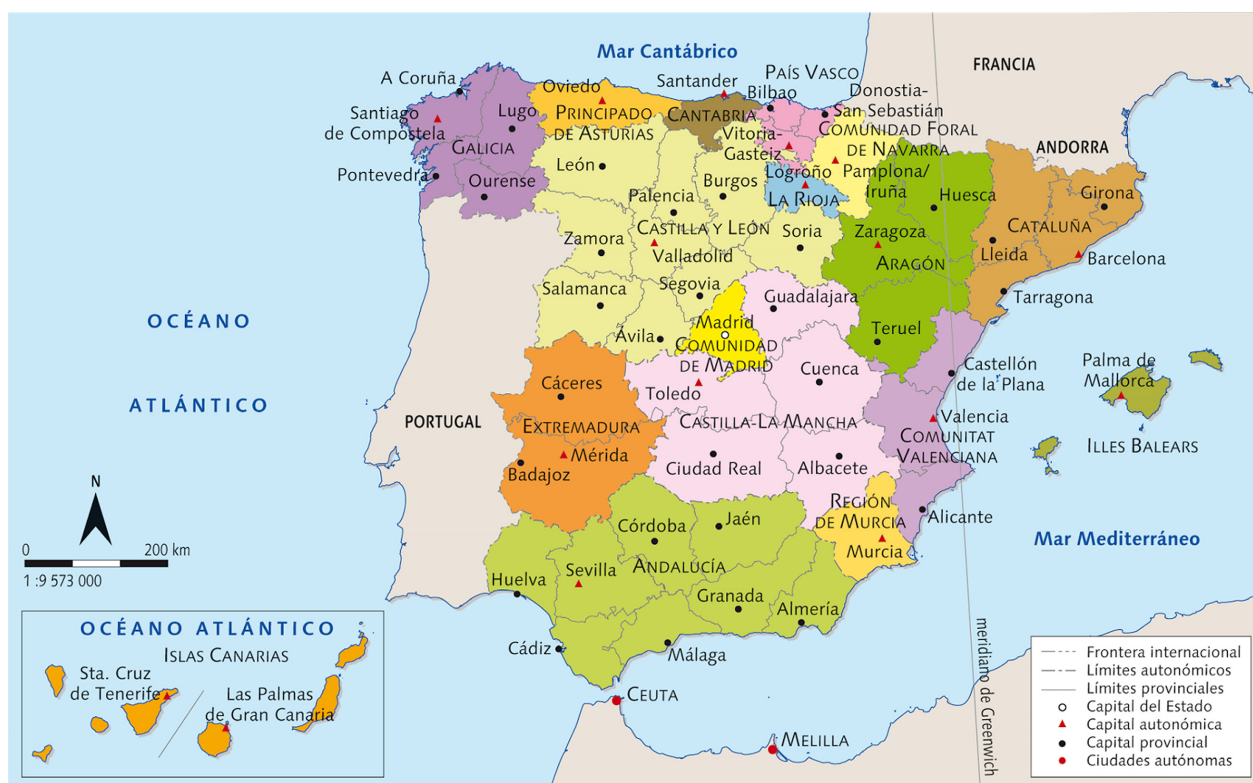 Mar Cantábrico
FRANCIA
ANDORRA
PORTUGAL
OCÉANO
ATLÁNTICO
Mar Mediterráneo
A Coruña
Santiago
de Compostela
Lugo
GALICIA
Pontevedra
Ourense
Oviedo
PRINCIPADO
DE ASTURIAS
Santander
CANTABRIA
PAÍS VASCO
Bilbao
Donostia-
San Sebastián
Vitoria-
Gasteiz
COMUNIDAD FORAL
DE NAVARRA
Pamplona/
Iruña
Logroño
LA RIOJA
León
Palencia
Burgos
CASTILLA Y LEÓN
Zamora
Valladolid
Soria
Salamanca
Segovia
Ávila
Huesca
Zaragoza
ARAGÓN
Teruel
CATALUÑA
Girona
Lleida
Barcelona
Tarragona
Madrid
COMUNIDAD
DE MADRID
Guadalajara
Cuenca
Toledo
CASTILLA-LA MANCHA
Ciudad Real
Albacete
Cáceres
EXTREMADURA
Mérida
Badajoz
Castellón
de la Plana
Valencia
COMUNITAT
VALENCIANA
Alicante
Palma de
Mallorca
ILLES BALEARS
REGIÓN
DE MURCIA
Murcia
Córdoba
Jaén
Sevilla
ANDALUCÍA
Huelva
Granada
Almería
Cádiz
Málaga
CEUTA
MELILLA
meridiano de Greenwich
N
0 200 km
1:9 573 000
OCÉANO ATLÁNTICO
ISLAS CANARIAS
Sta. Cruz
de Tenerife
Las Palmas
de Gran Canaria
Frontera internacional
Límites autonómicos
Límites provinciales
Capital del Estado
Capital autonómica
Capital provincial
Ciudades autónomas